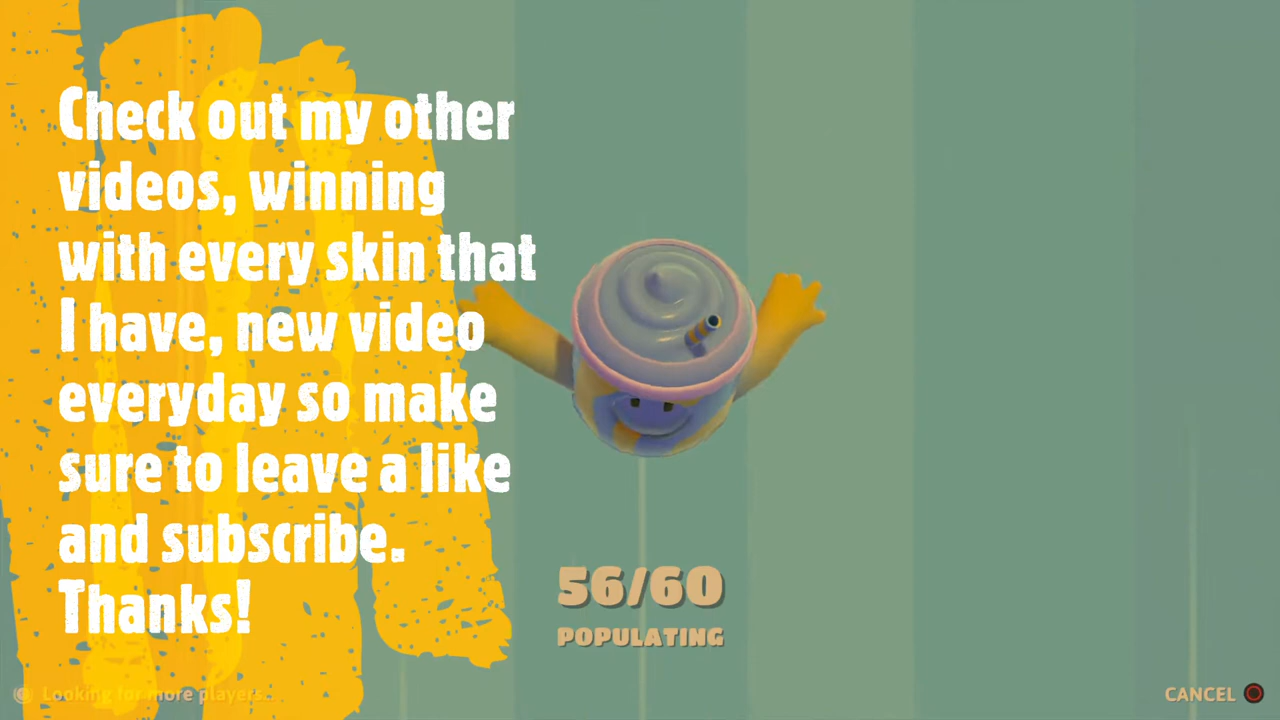 Check out my other
videos, winning
with every skin that
I have, new video
everyday so make
sure to leave a like
and subscribe.
Thanks!
56/60
POPULATING
Looking for more players...
CANCEL